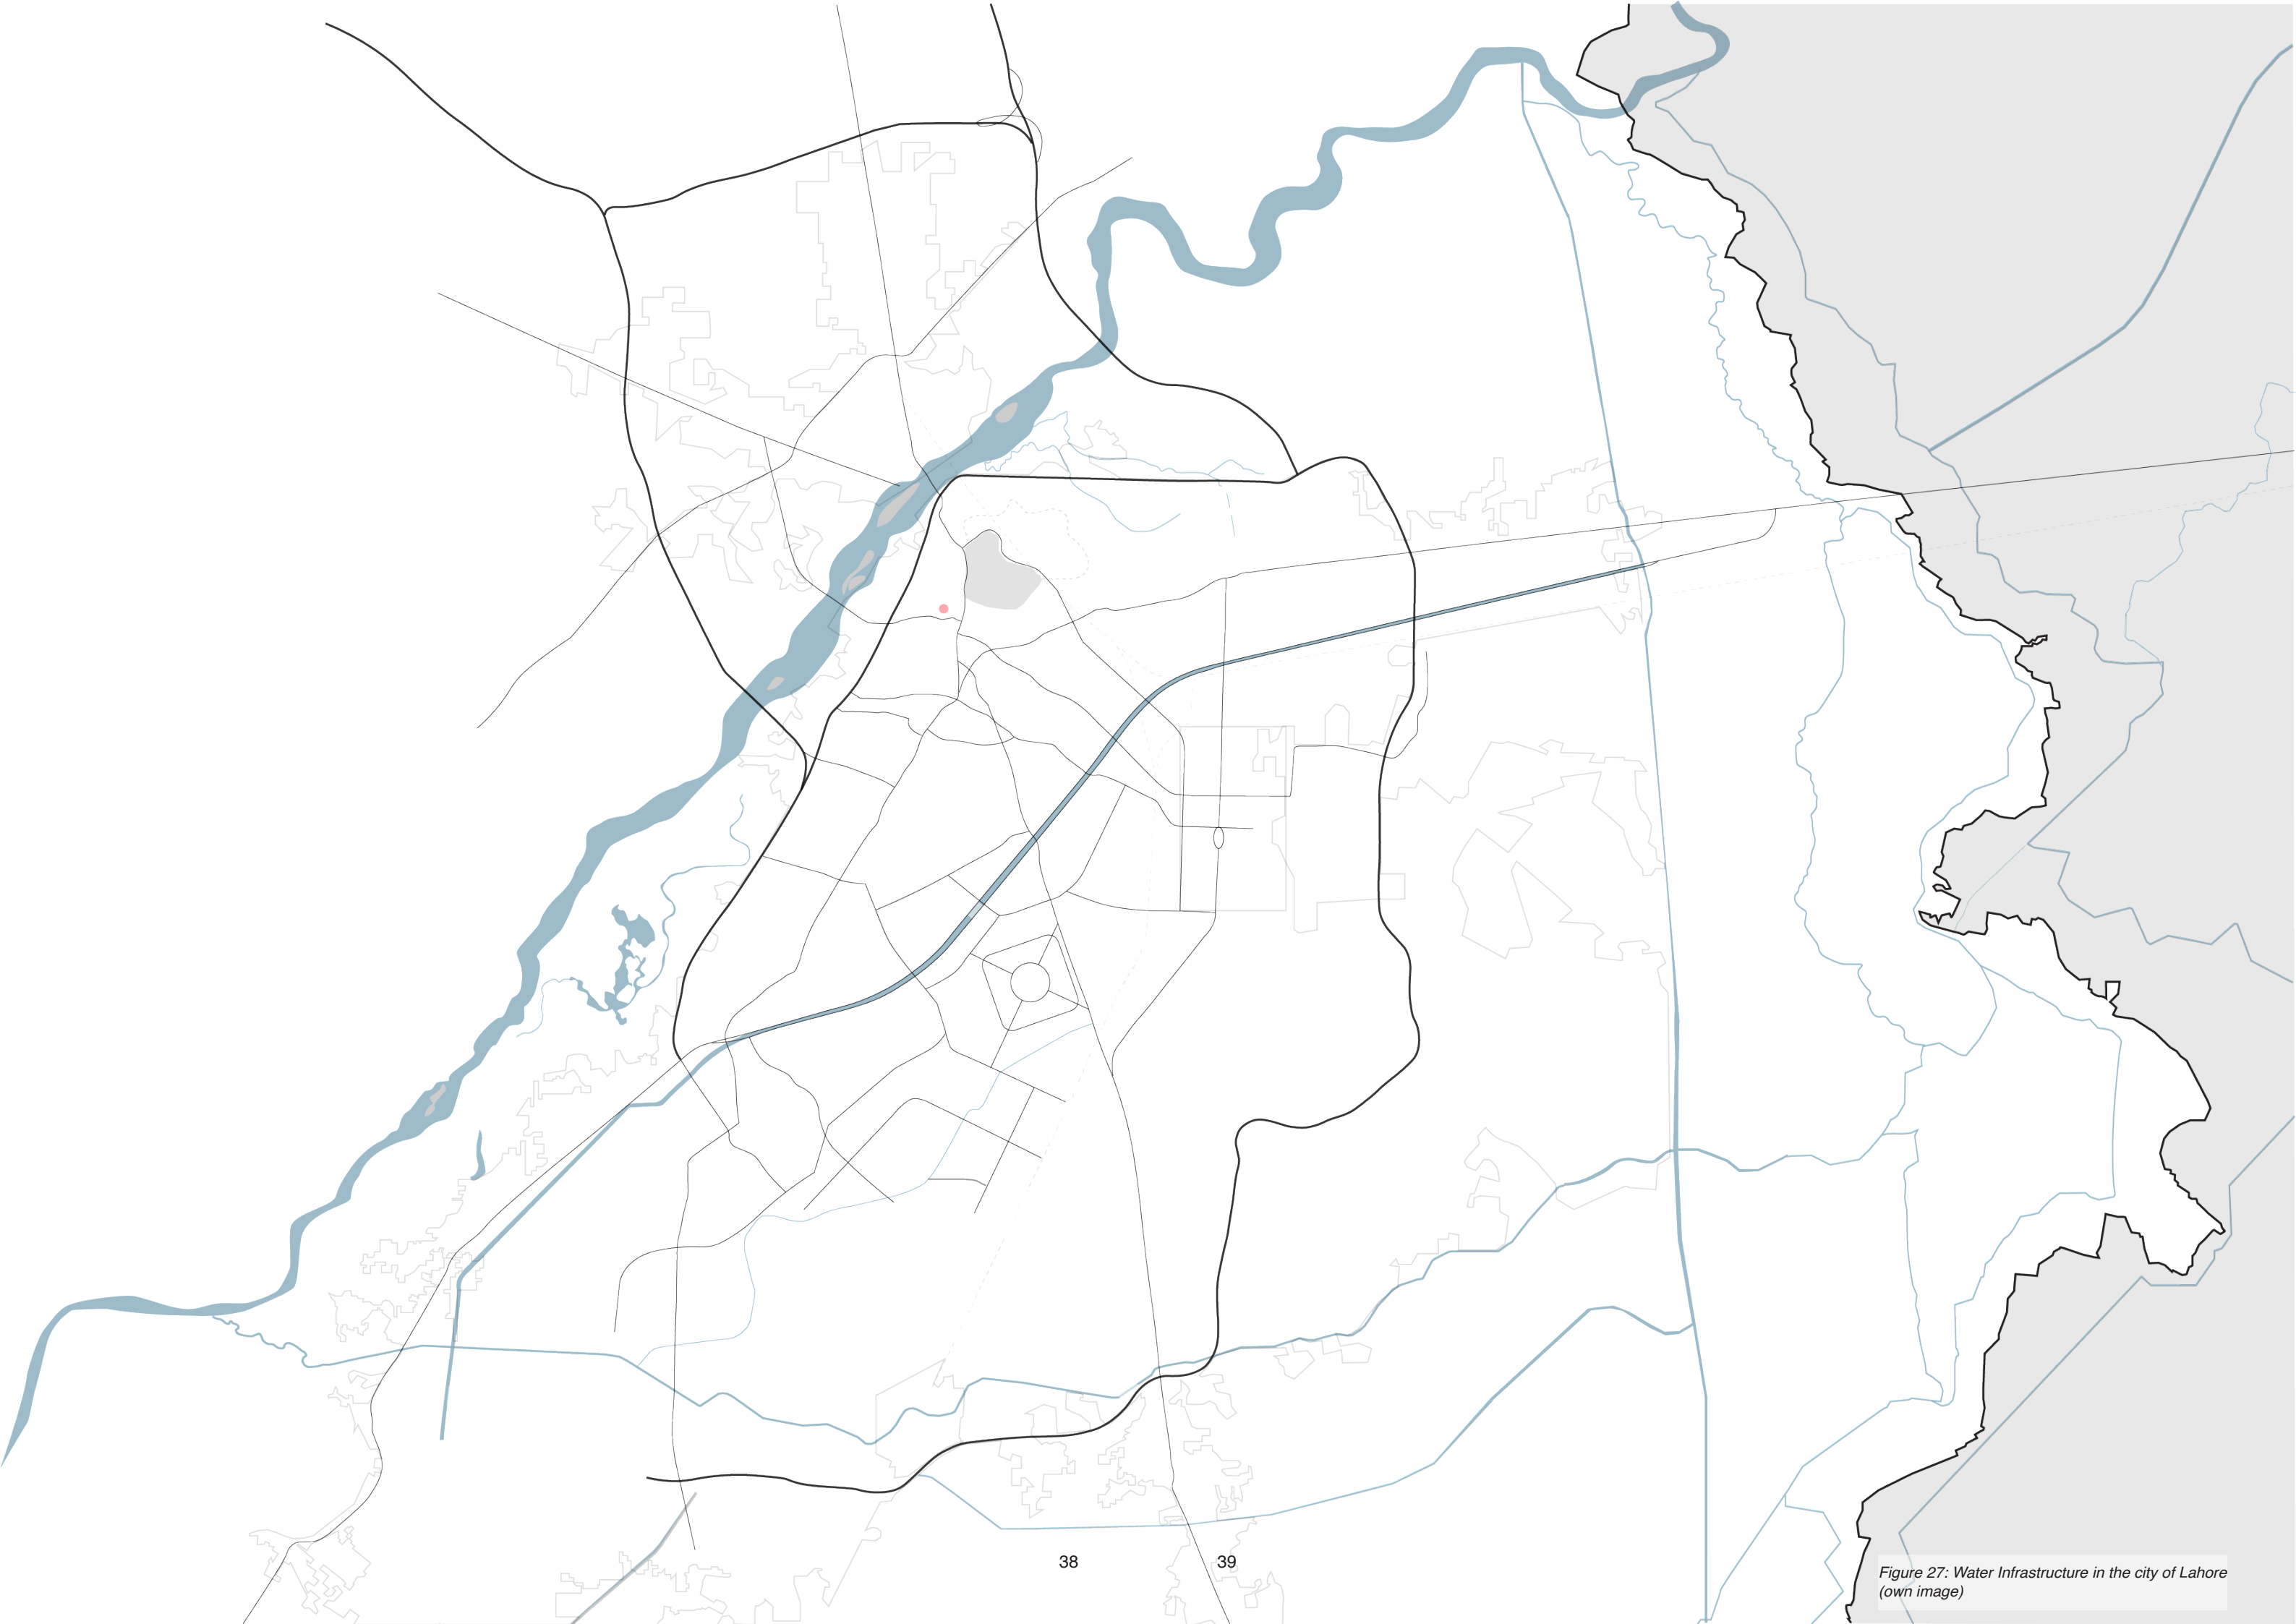 38
39
Figure 27: Water Infrastructure in the city of Lahore
(own image)